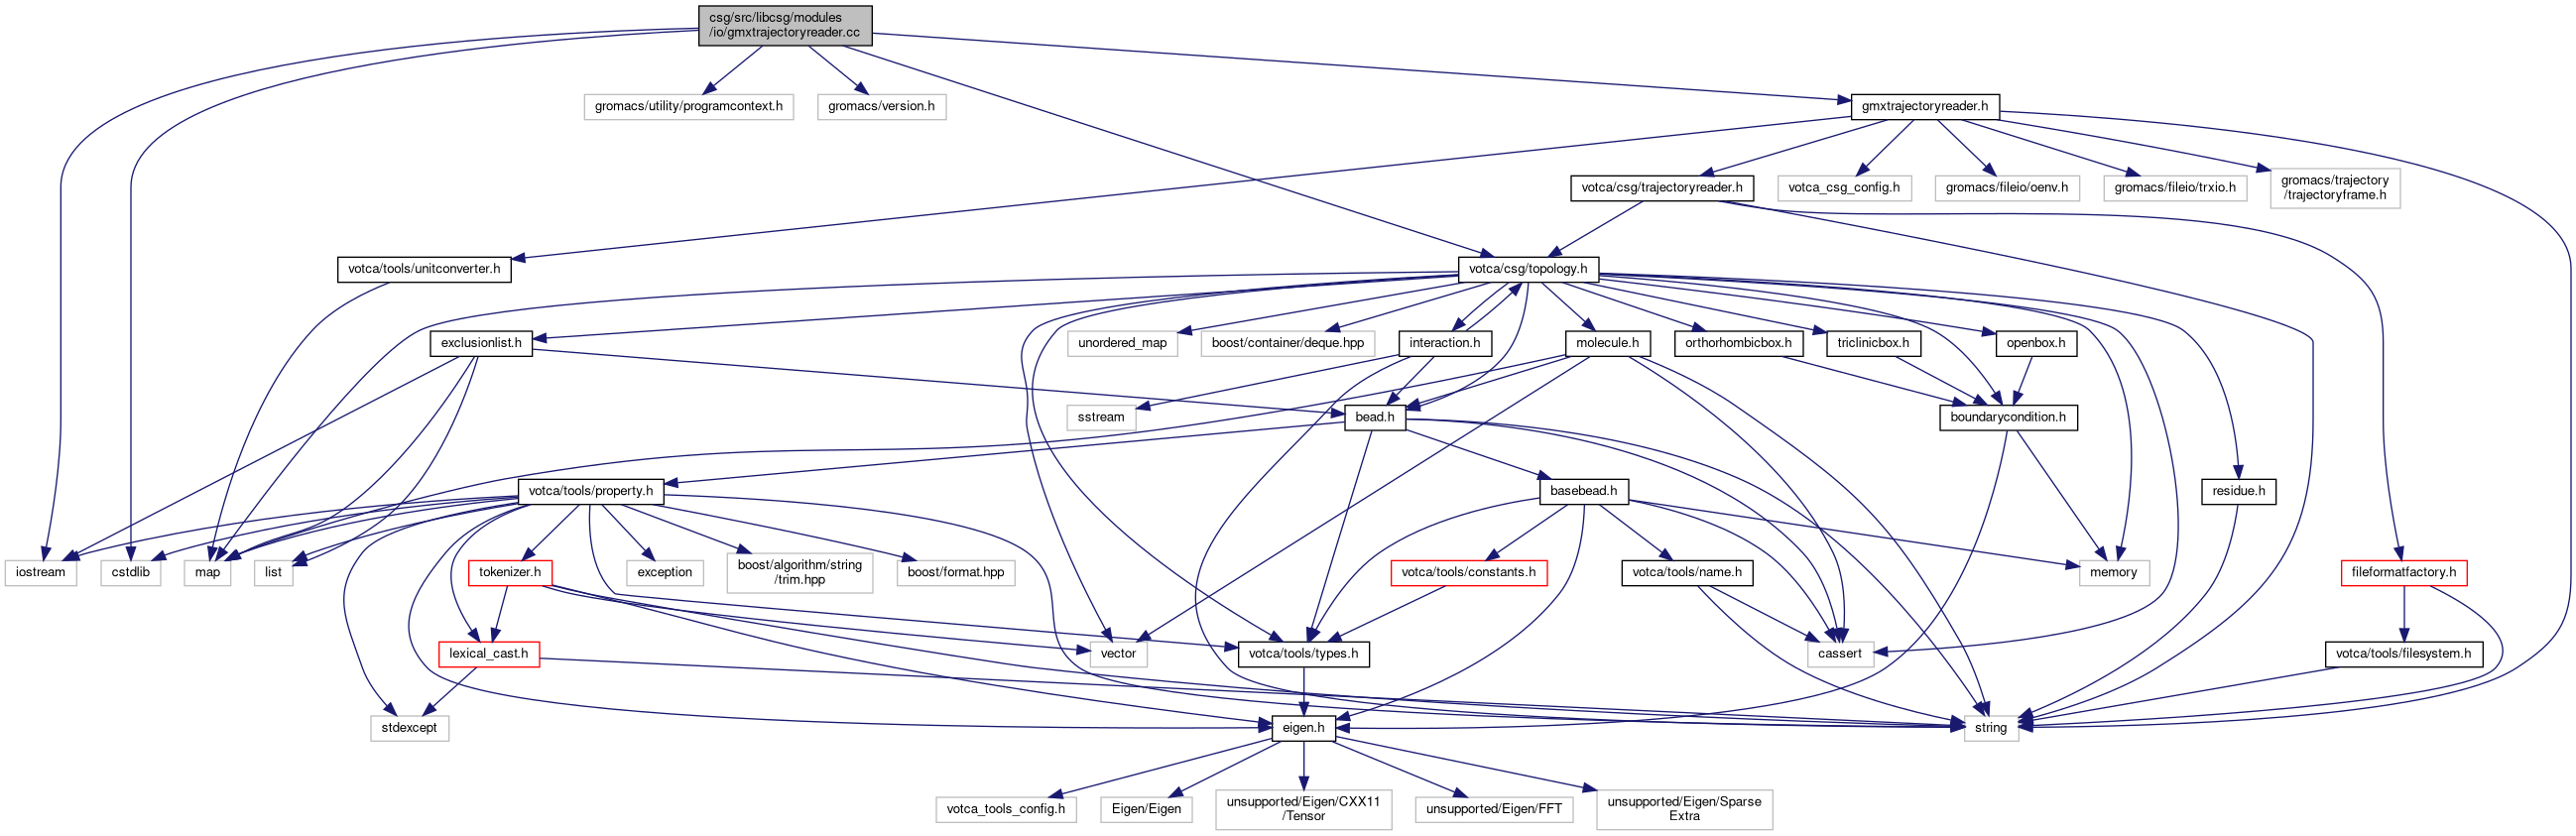 csg/src/libcsg/modules
/io/gmxtrajectoryreader.cc
gromacs/utility/programcontext.h
gromacs/version.h
gmxtrajectoryreader.h
votca/csg/trajectoryreader.h
votca_csg_config.h
gromacs/fileio/oenv.h
gromacs/fileio/trxio.h
gromacs/trajectory
/trajectoryframe.h
votca/tools/unitconverter.h
votca/csg/topology.h
exclusionlist.h
unordered_map
boost/container/deque.hpp
interaction.h
molecule.h
orthorhombicbox.h
triclinicbox.h
openbox.h
sstream
bead.h
boundarycondition.h
votca/tools/property.h
basebead.h
residue.h
iostream
cstdlib
map
list
tokenizer.h
exception
boost/algorithm/string
/trim.hpp
boost/format.hpp
votca/tools/constants.h
votca/tools/name.h
memory
fileformatfactory.h
lexical_cast.h
vector
votca/tools/types.h
cassert
votca/tools/filesystem.h
stdexcept
eigen.h
string
votca_tools_config.h
Eigen/Eigen
unsupported/Eigen/CXX11
/Tensor
unsupported/Eigen/FFT
unsupported/Eigen/Sparse
Extra